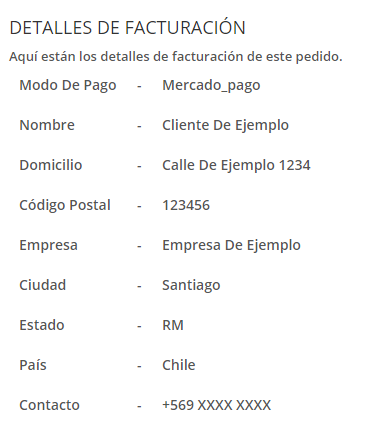 DETALLES DE FACTURACIÓN
Aquí están los detalles de facturación de este pedido.
Modo De Pago - Mercado_pago
Nombre - Cliente De Ejemplo
Domicilio - Calle De Ejemplo 1234
Código Postal - 123456
Empresa - Empresa De Ejemplo
Ciudad - Santiago
Estado - RM
País - Chile
Contacto - +569 XXXX XXXX